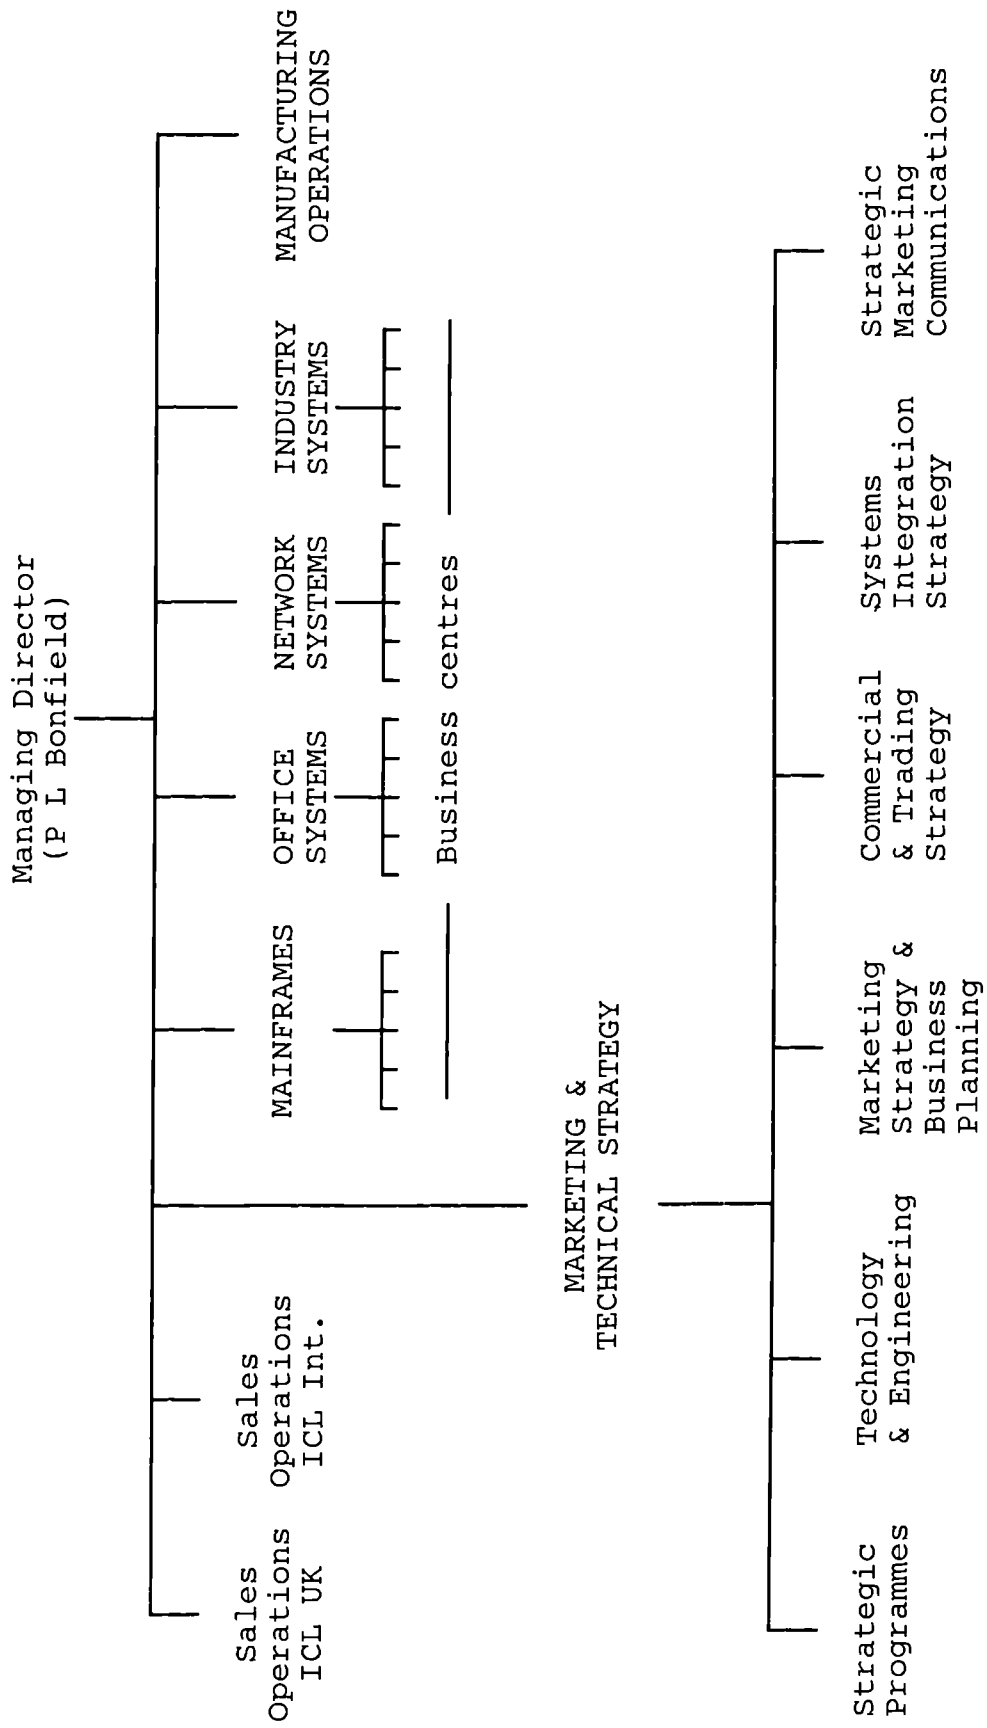 Managing Director
(P L Bonfield)
Sales
Operations
ICL UK
Sales
Operations
ICL Int.
MAINFRAMES
OFFICE
SYSTEMS
NETWORK
SYSTEMS
INDUSTRY
SYSTEMS
MANUFACTURING
OPERATIONS
Business centres
MARKETING &
TECHNICAL STRATEGY
Strategic
Programmes
Technology
& Engineering
Marketing
Strategy &
Business
Planning
Commercial
& Trading
Strategy
Systems
Integration
Strategy
Strategic
Marketing
Communications